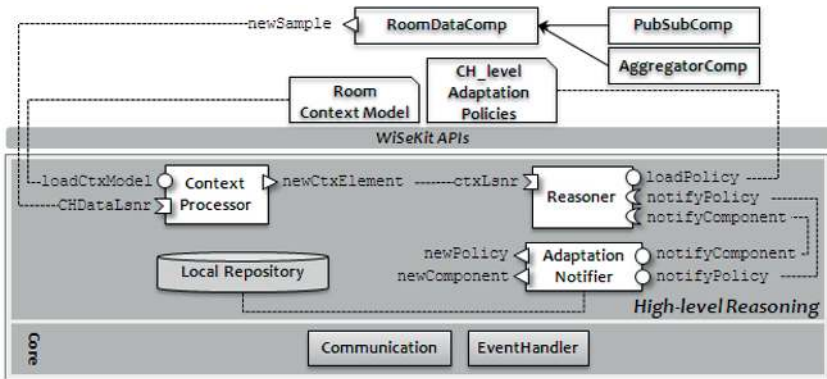 newSample
RoomDataComp
PubSubComp
AggregatorComp
Room
Context Model
CH_level
Adaptation
Policies
WiSeKit APIs
loadCtxModel
CHDataLsnr
Context
Processor
newCtxElement
ctxLsnr
Reasoner
loadPolicy
notifyPolicy
notifyComponent
newPolicy
newComponent
Adaptation
Notifier
notifyComponent
notifyPolicy
Local Repository
High-level Reasoning
Core
Communication
EventHandler